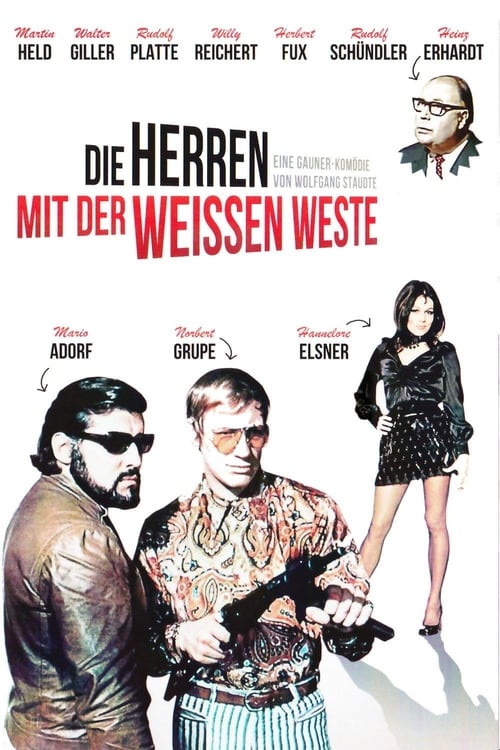 Martin Walter Rudolf Willy Herbert Rudolf Heinz
HELD GILLER PLATTE REICHERT FUX SCHÜNDLER ERHARDT
DIE HERREN EINE GAUNER-KOMÖDIE
VON WOLFGANG STAUDTE
MIT DER WEISSEN WESTE
Mario Norbert Hannelore
ADORF GRUPE ELSNER